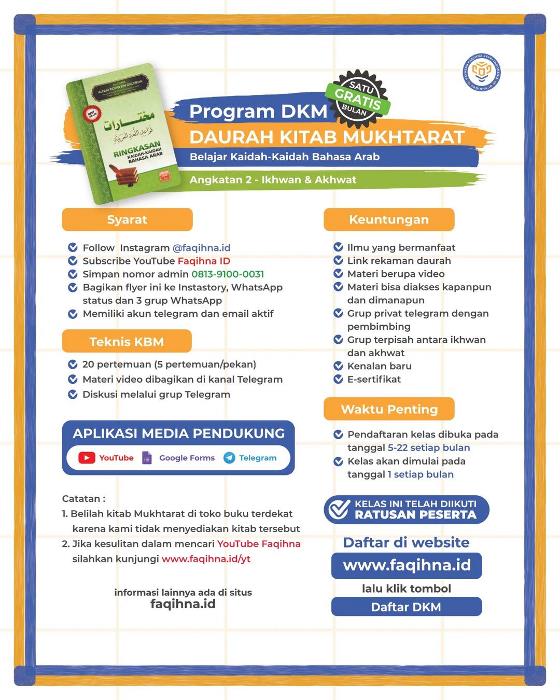 Program DKM
SATU
GRATIS
BULAN
DAURAH KITAB MUKHTARAT
Belajar Kaidah-Kaidah Bahasa Arab
Angkatan 2 - Ikhwan & Akhwat
مختارات
RINGKASAN
KAIDAH-KAIDAH
BAHASA ARAB
Syarat
Follow Instagram @faqihna.id
Subscribe YouTube Faqihna ID
Simpan nomor admin 0813-9100-0031
Bagikan flyer ini ke Instastory, WhatsApp
status dan 3 grup WhatsApp
Memiliki akun telegram dan email aktif
Teknis KBM
20 pertemuan (5 pertemuan/pekan)
Materi video dibagikan di kanal Telegram
Diskusi melalui grup Telegram
APLIKASI MEDIA PENDUKUNG
YouTube Google Forms Telegram
Catatan :
1. Belilah kitab Mukhtarat di toko buku terdekat
karena kami tidak menyediakan kitab tersebut
2. Jika kesulitan dalam mencari YouTube Faqihna
silahkan kunjungi www.faqihna.id/yt
informasi lainnya ada di situs
faqihna.id
Keuntungan
Ilmu yang bermanfaat
Link rekaman daurah
Materi berupa video
Materi bisa diakses kapanpun
dan dimanapun
Grup privat telegram dengan
pembimbing
Grup terpisah antara ikhwan
dan akhwat
Kenalan baru
E-sertifikat
Waktu Penting
Pendaftaran kelas dibuka pada
tanggal 5-22 setiap bulan
Kelas akan dimulai pada
tanggal 1 setiap bulan
KELAS INI TELAH DIIKUTI
RATUSAN PESERTA
Daftar di website
www.faqihna.id
lalu klik tombol
Daftar DKM